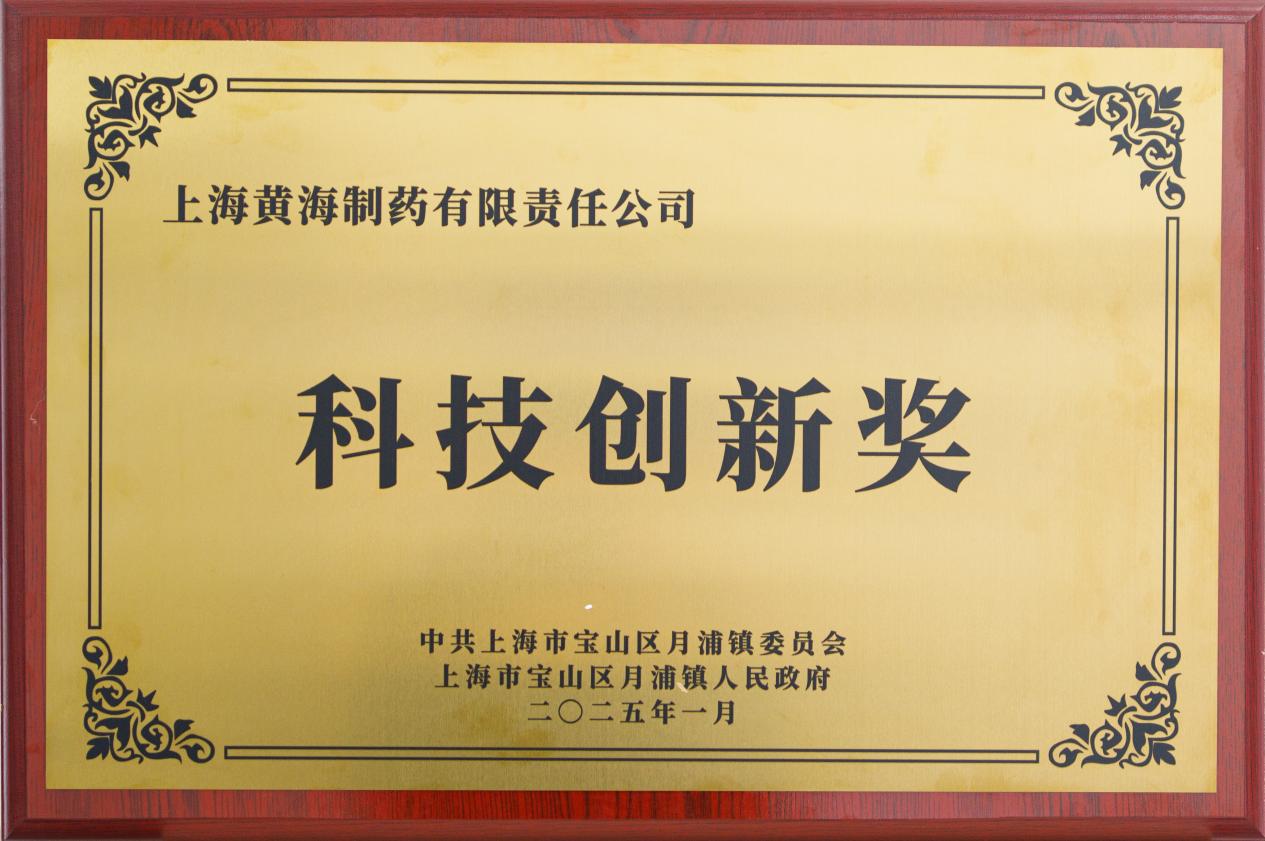 上海黄海制药有限责任公司
科技创新奖
中共上海市宝山区月浦镇委员会
上海市宝山区月浦镇人民政府
二〇二五年一月